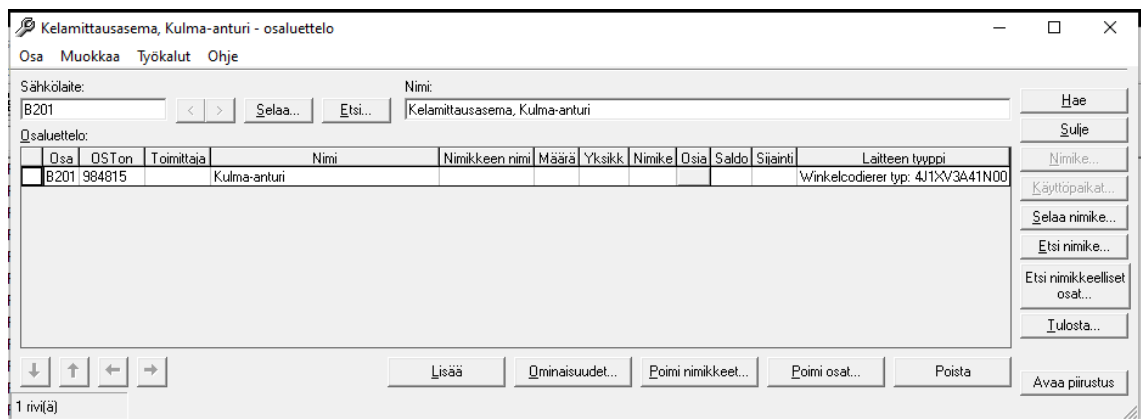 Kelamittausasema, Kulma-anturi - osaluettelo
Osa Muokkaa Työkalut Ohje
Sähkölaite: Nimi:
B201 < > Selaa... Etsi... Kelamittausasema, Kulma-anturi Hae
Osaluettelo: Sulje
Osa OSTon Toimittaja Nimi Nimikkeen nimi Määrä Yksikk Nimike Osia Saldo Sijainti Laitteen tyyppi Nimike...
B201 984815 Kulma-anturi Winkelcodierer typ: 4J1XV3A41N00
Käyttöpaikat...
Selaa nimike...
Etsi nimike...
Etsi nimikkeelliset
osat...
Tulosta...
Lisää Ominaisuudet... Poimi nimikkeet... Poimi osat... Poista
Avaa piirustus
1 rivi(ä)